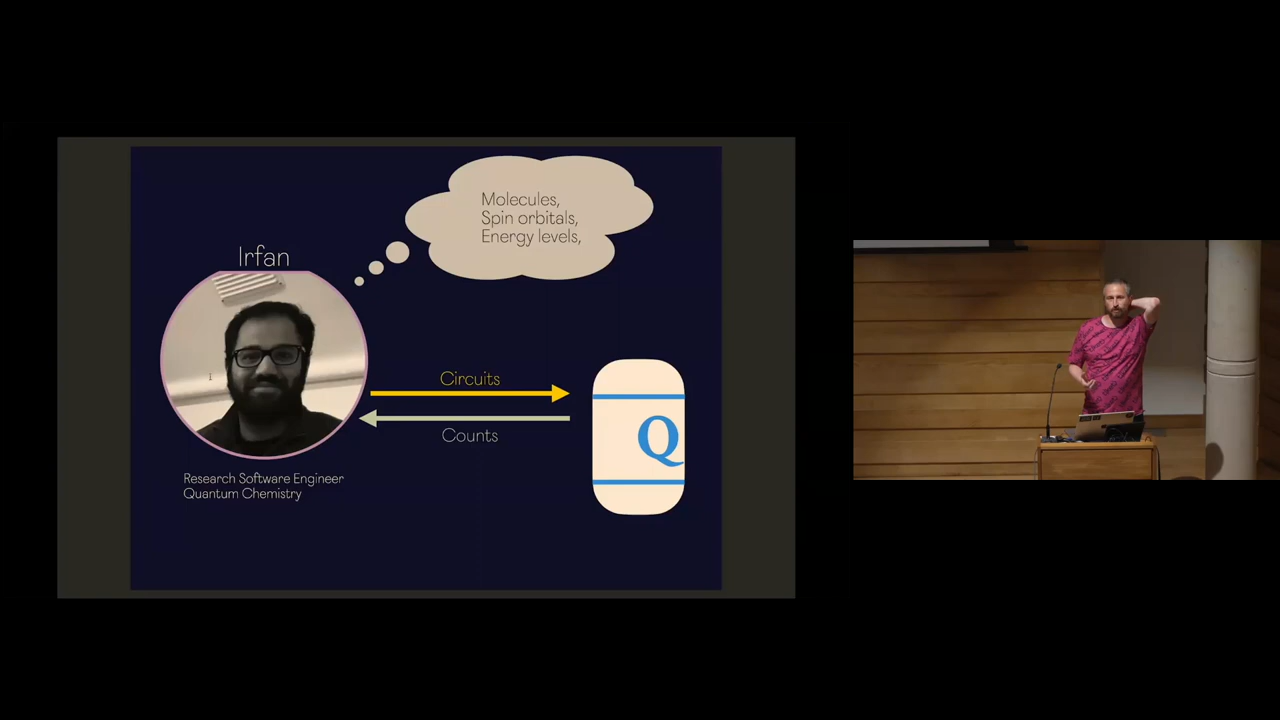 Molecules,
Spin orbitals,
Energy levels,
Irfan
Circuits
Counts
Q
Research Software Engineer
Quantum Chemistry